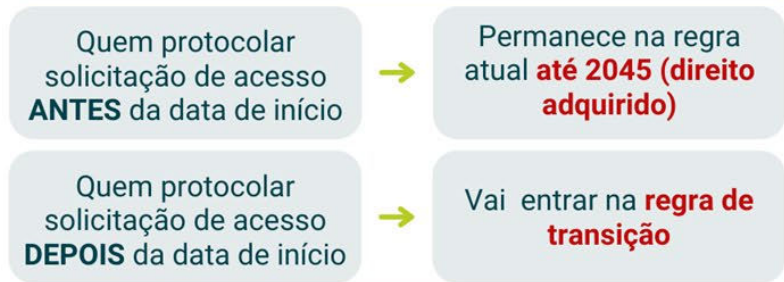 Quem protocolar
solicitação de acesso
ANTES da data de início
Permanece na regra
atual até 2045 (direito
adquirido)
Quem protocolar
solicitação de acesso
DEPOIS da data de início
Vai entrar na regra de
transição